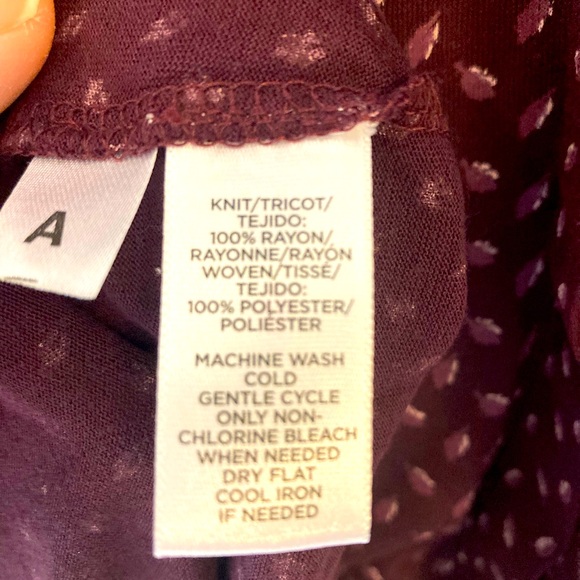 A
KNIT/TRICOT/
TEJIDO:
100% RAYON/
RAYONNE/RAYÓN
WOVEN/TISSÉ/
TEJIDO:
100% POLYESTER/
POLIÉSTER
MACHINE WASH
COLD
GENTLE CYCLE
ONLY NON-
CHLORINE BLEACH
WHEN NEEDED
DRY FLAT
COOL IRON
IF NEEDED